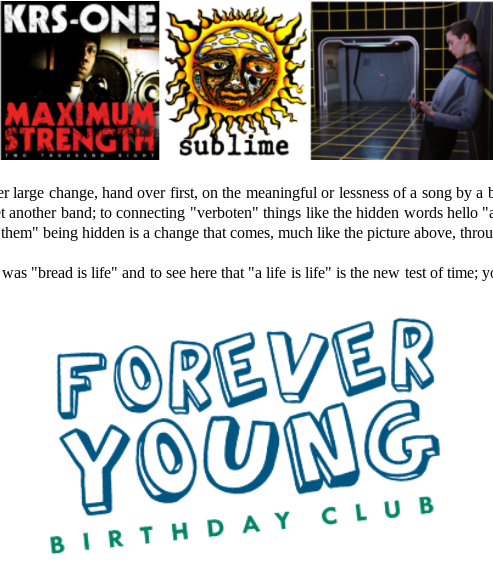 KRS-ONE
MAXIMUM
STRENGTH
TWO THOUSAND EIGHT
sublime
er large change, hand over first, on the meaningful or lessness of a song by a b
et another band; to connecting "verboten" things like the hidden words hello "a
them" being hidden is a change that comes, much like the picture above, throu
was "bread is life" and to see here that "a life is life" is the new test of time; yo
FOREVER
YOUNG
BIRTHDAY CLUB